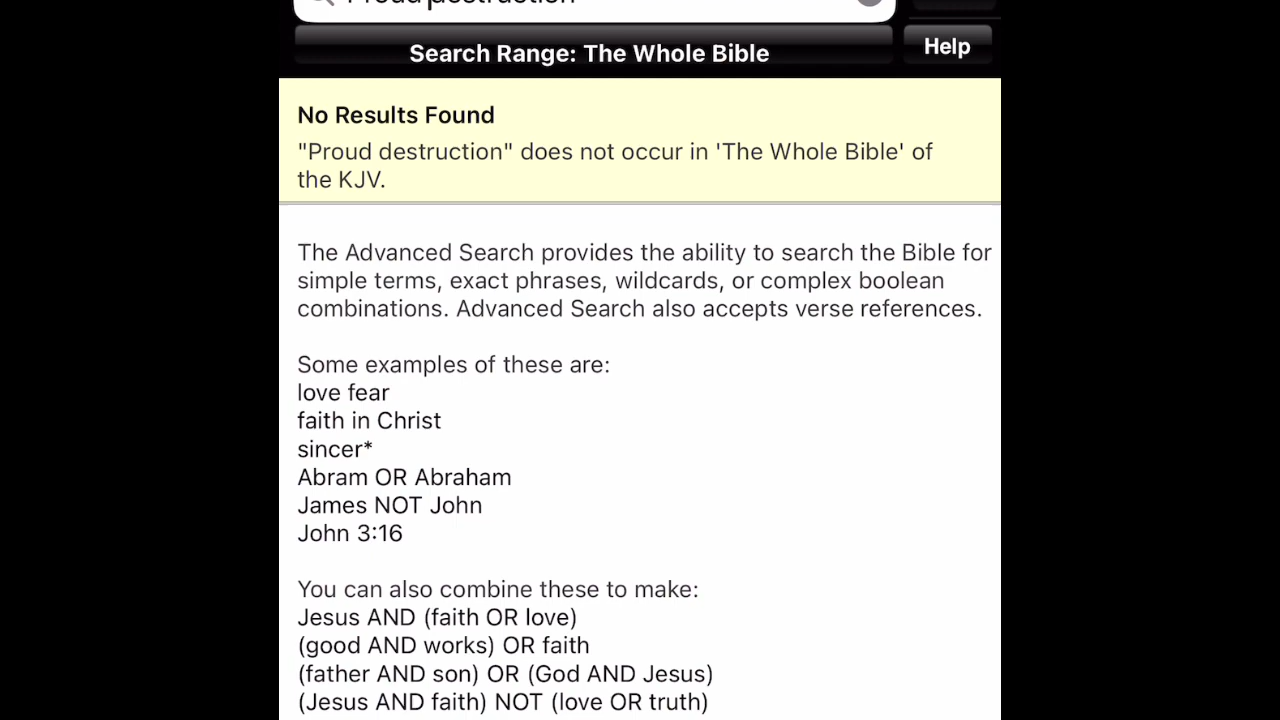 Proud destruction
Search Range: The Whole Bible
Help
No Results Found
"Proud destruction" does not occur in 'The Whole Bible' of
the KJV.
The Advanced Search provides the ability to search the Bible for
simple terms, exact phrases, wildcards, or complex boolean
combinations. Advanced Search also accepts verse references.
Some examples of these are:
love fear
faith in Christ
sincer*
Abram OR Abraham
James NOT John
John 3:16
You can also combine these to make:
Jesus AND (faith OR love)
(good AND works) OR faith
(father AND son) OR (God AND Jesus)
(Jesus AND faith) NOT (love OR truth)